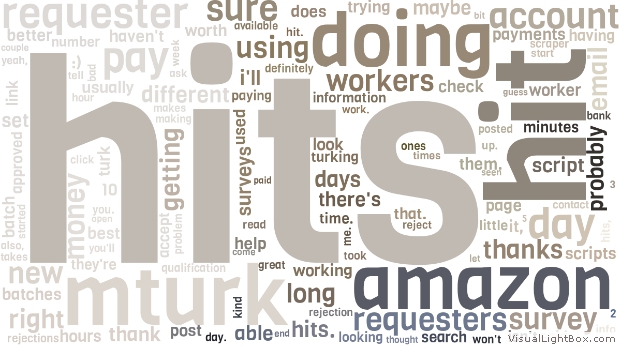 requester sure does trying maybe bit account
better haven't worth available hit. payments having
couple number :) week using doing scraper
yeah, tell bad pay ask i'll definitely start
link usually different paying workers check guess worker email
hour information bank
makes work. posted minutes
set making look ones up. probably
approved click turk getting surveys used turking times them. seen script hit
hits
batch started 10 paid days
money you. open accept problem there's page contact 3
also, best read time. that. little it, 5 day
takes you'll help me. reject hits,
they're come took let thanks scripts
new qualification great working amazon
batches mturk kind long
right rejection requesters survey 2
rejections hours thank post day. able end hits. looking thought search won't info
VisualLightBox.com